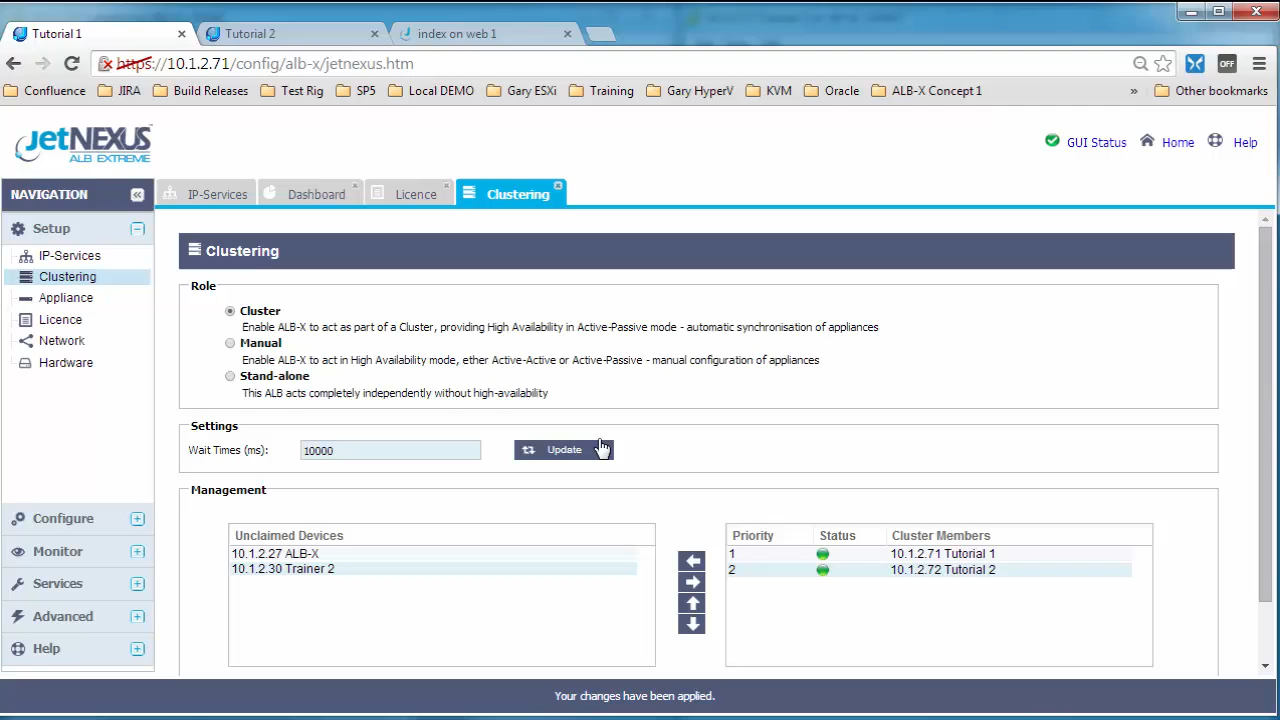 Tutorial 1
Tutorial 2
index on web 1
https://10.1.2.71/config/alb-x/jetnexus.htm
OFF
Confluence
JIRA
Build Releases
Test Rig
SP5
Local DEMO
Gary ESXi
Training
Gary HyperV
KVM
Oracle
ALB-X Concept 1
»
Other bookmarks
jetNEXUS
ALB EXTREME
GUI Status
Home
Help
NAVIGATION
IP-Services
Dashboard
Licence
Clustering
Setup
IP-Services
Clustering
Appliance
Licence
Network
Hardware
Configure
Monitor
Services
Advanced
Help
Clustering
Role
Cluster
Enable ALB-X to act as part of a Cluster, providing High Availability in Active-Passive mode - automatic synchronisation of appliances
Manual
Enable ALB-X to act in High Availability mode, ether Active-Active or Active-Passive - manual configuration of appliances
Stand-alone
This ALB acts completely independently without high-availability
Settings
Wait Times (ms):
10000
Update
Management
Unclaimed Devices
10.1.2.27 ALB-X
10.1.2.30 Trainer 2
Priority Status Cluster Members
1 10.1.2.71 Tutorial 1
2 10.1.2.72 Tutorial 2
Your changes have been applied.